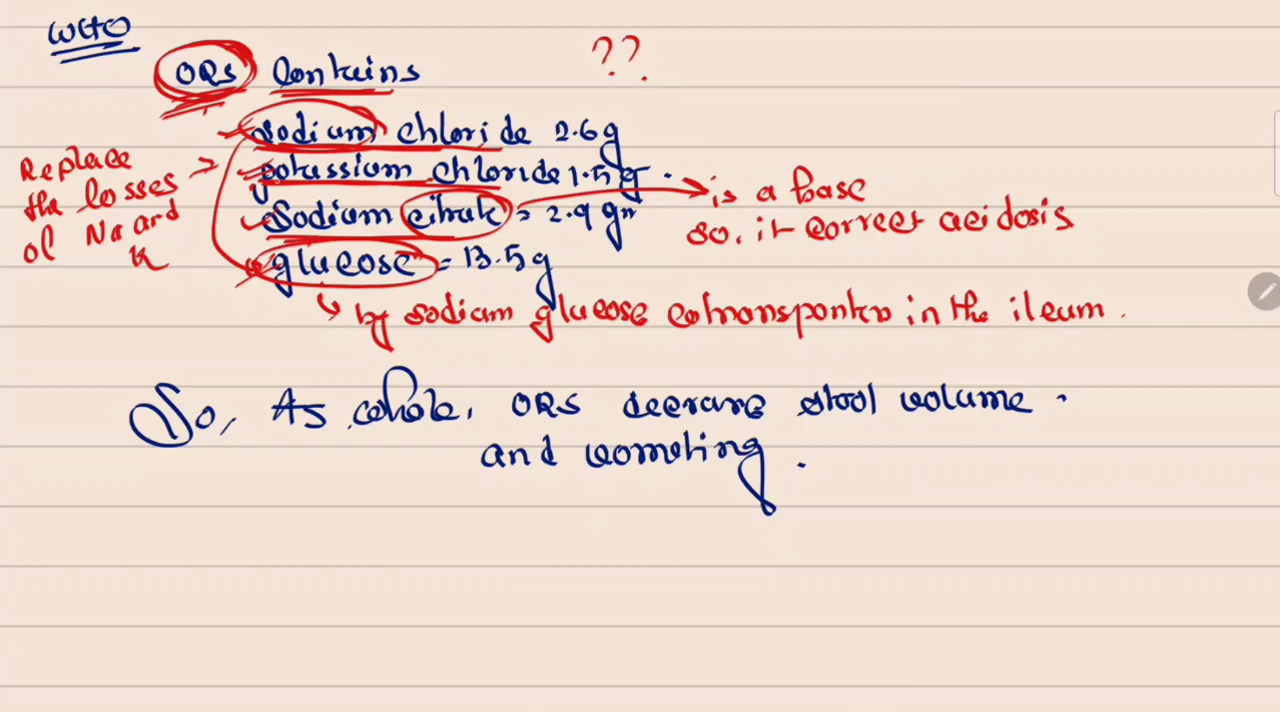 WHO
ORS Contains
??
Sodium chloride 2.6g
potassium chloride 1.5g.
Sodium citrate = 2.9 gm
glucose = 13.5g
Replace
the losses
of Na and
K
is a base
so, it correct acidosis
by sodium glucose cotransporter in the ileum.
So, As whole, ORS decrease stool volume.
and vometing.